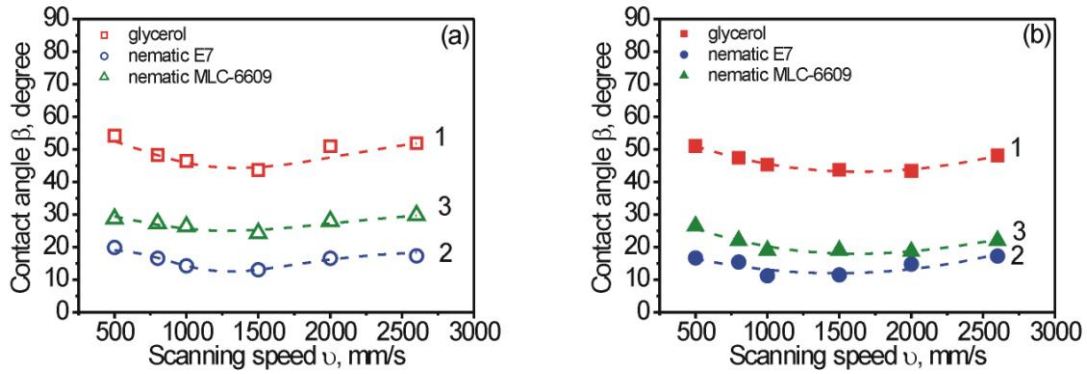 90
80
70
60
50
40
30
20
10
0
Contact angle β, degree
glycerol
nematic E7
nematic MLC-6609
(a)
1
3
2
500 1000 1500 2000 2500 3000
Scanning speed υ, mm/s
90
80
70
60
50
40
30
20
10
0
Contact angle β, degree
glycerol
nematic E7
nematic MLC-6609
(b)
1
3
2
500 1000 1500 2000 2500 3000
Scanning speed υ, mm/s